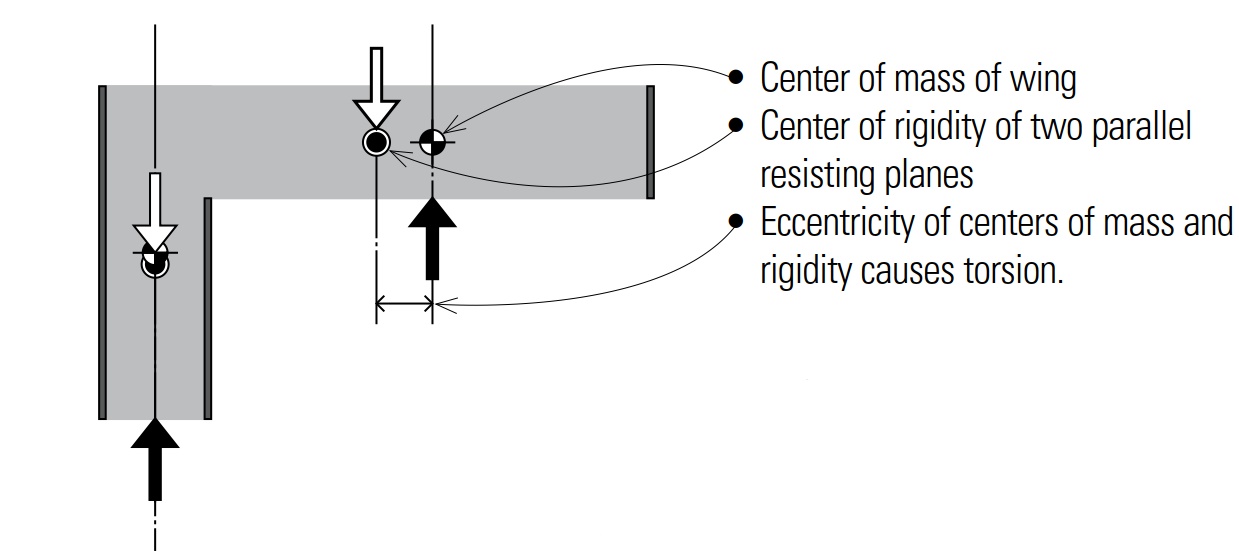 ● Center of mass of wing
● Center of rigidity of two parallel
resisting planes
● Eccentricity of centers of mass and
rigidity causes torsion.